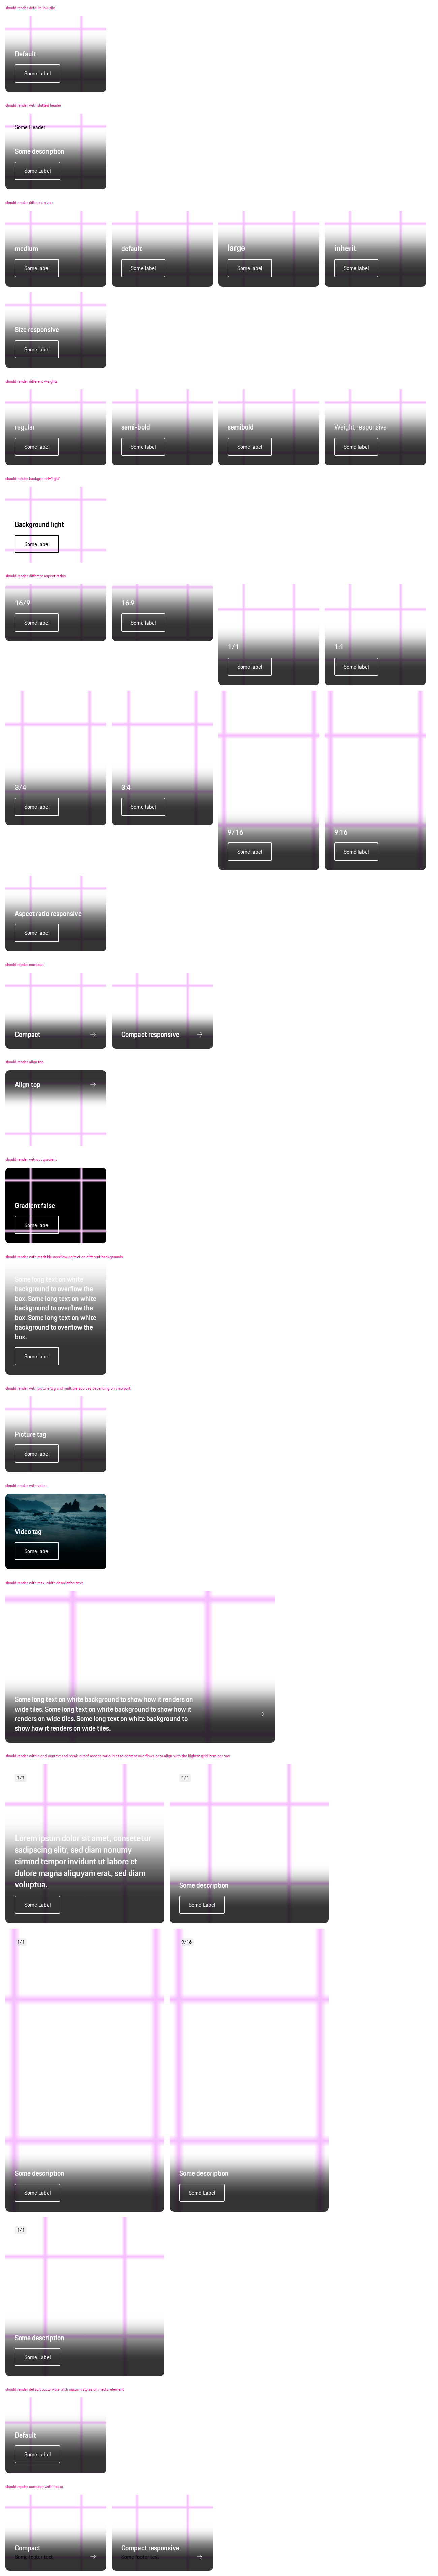 should render default link-tile
Default
Some Label
should render with slotted header
Some Header
Some description
Some Label
should render different sizes
medium
default
large
inherit
Some label
Some label
Some label
Some label
Size responsive
Some label
should render different weights
regular
semi-bold
semibold
Weight responsive
Some label
Some label
Some label
Some label
should render background='light'
Background light
Some label
should render different aspect ratios
16/9
16:9
Some label
Some label
1/1
1:1
Some label
Some label
3/4
3:4
Some label
Some label
9/16
9:16
Some label
Some label
Aspect ratio responsive
Some label
should render compact
Compact
Compact responsive
should render align top
Align top
should render without gradient
Gradient false
Some label
should render with readable overflowing text on different backgrounds
Some long text on white
background to overflow the
box. Some long text on white
background to overflow the
box. Some long text on white
background to overflow the
box.
Some label
should render with picture tag and multiple sources depending on viewport
Picture tag
Some label
should render with video
Video tag
Some label
should render with max-width description text
Some long text on white background to show how it renders on
wide tiles. Some long text on white background to show how it
renders on wide tiles. Some long text on white background to
show how it renders on wide tiles.
should render within grid context and break out of aspect-ratio in case content overflows or to align with the highest grid item per row
1/1
1/1
Lorem ipsum dolor sit amet, consetetur
sadipscing elitr, sed diam nonumy
eirmod tempor invidunt ut labore et
dolore magna aliquyam erat, sed diam
voluptua.
Some Label
Some description
Some Label
1/1
9/16
Some description
Some description
Some Label
Some Label
1/1
Some description
Some Label
should render default button-tile with custom styles on media element
Default
Some Label
should render compact with footer
Compact
Some footer text
Compact responsive
Some footer text